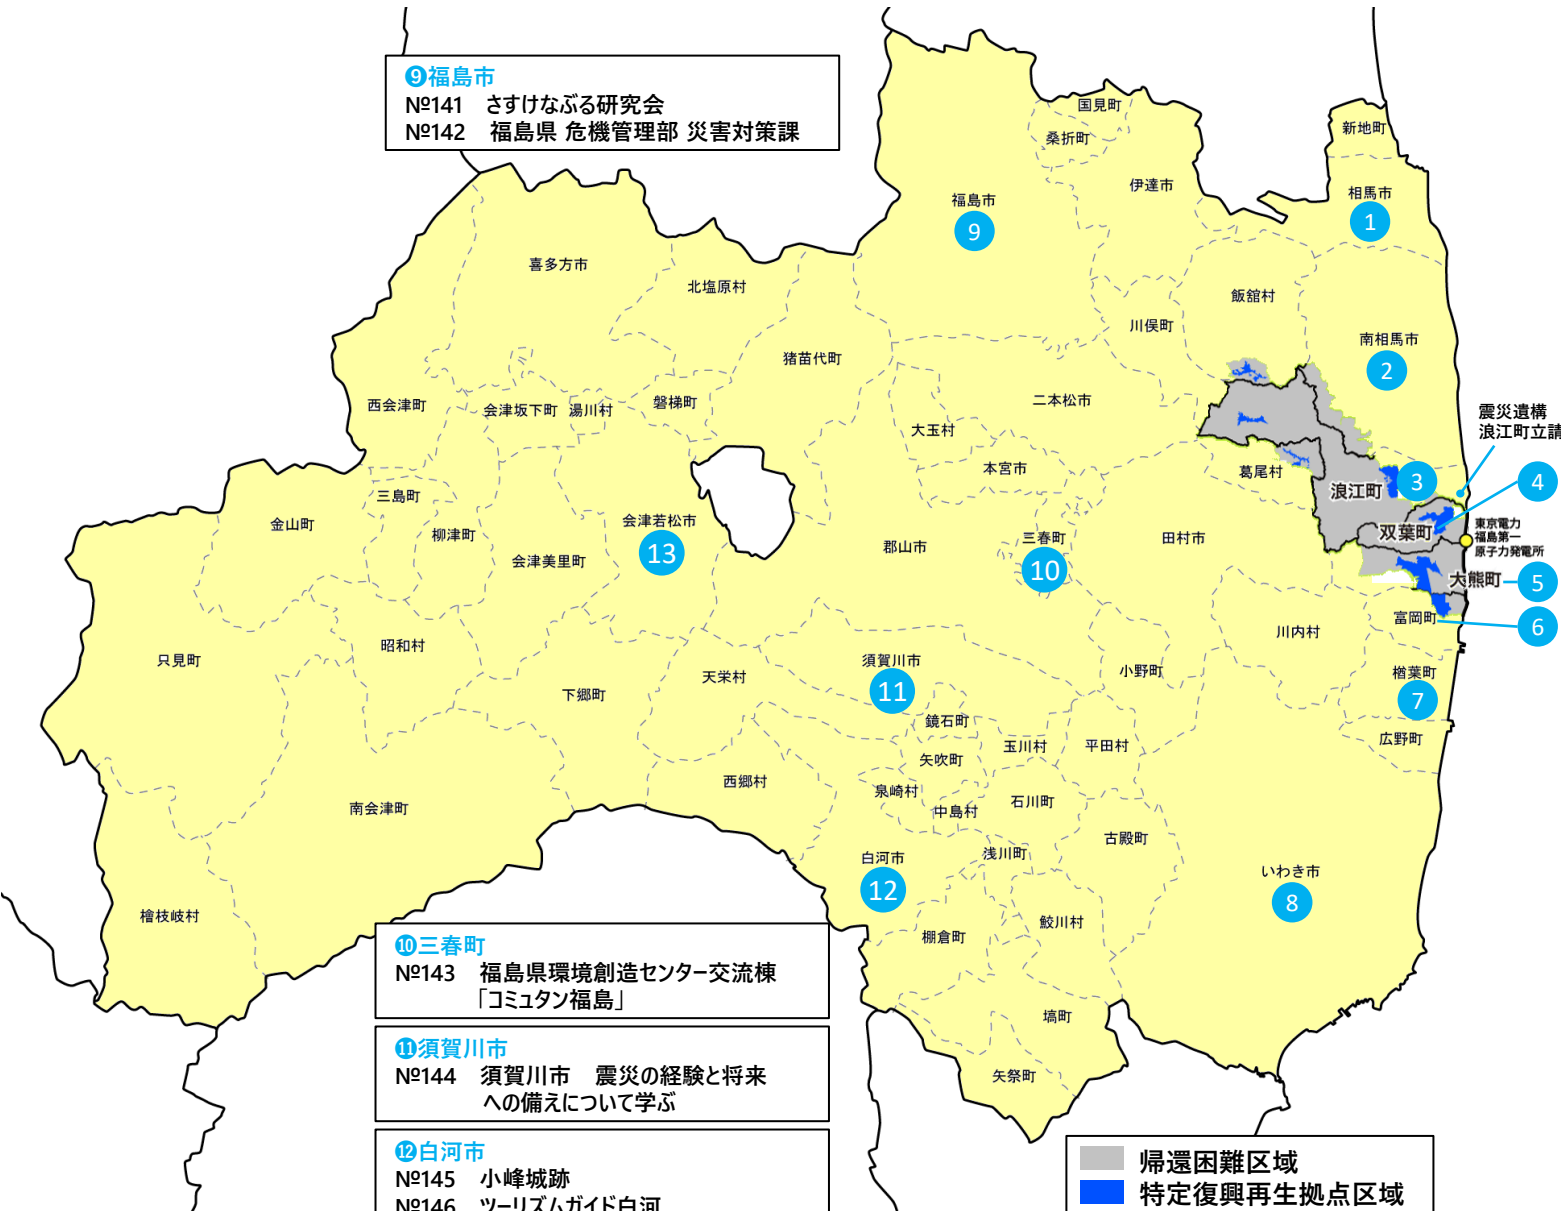 ❾福島市
№141 さすけなぶる研究会
№142 福島県 危機管理部 災害対策課
国見町
桑折町
新地町
伊達市
相馬市
1
福島市
9
喜多方市
北塩原村
飯舘村
川俣町
南相馬市
2
猪苗代町
西会津町
会津坂下町
湯川村
磐梯町
二本松市
大玉村
本宮市
葛尾村
震災遺構
浪江町立請
浪江町
3
4
三島町
金山町
柳津町
会津若松市
13
会津美里町
郡山市
三春町
10
田村市
双葉町
東京電力
福島第一
原子力発電所
大熊町
5
富岡町
6
只見町
昭和村
川内村
下郷町
天栄村
須賀川市
11
小野町
楢葉町
7
鏡石町
玉川村
平田村
広野町
矢吹町
西郷村
泉崎村
中島村
石川町
南会津町
古殿町
浅川町
白河市
12
いわき市
8
檜枝岐村
棚倉町
鮫川村
塙町
矢祭町
❿三春町
№143 福島県環境創造センター交流棟
「コミュタン福島」
⓫須賀川市
№144 須賀川市 震災の経験と将来
への備えについて学ぶ
⓬白河市
№145 小峰城跡
№146 ツーリズムガイド白河
帰還困難区域
特定復興再生拠点区域